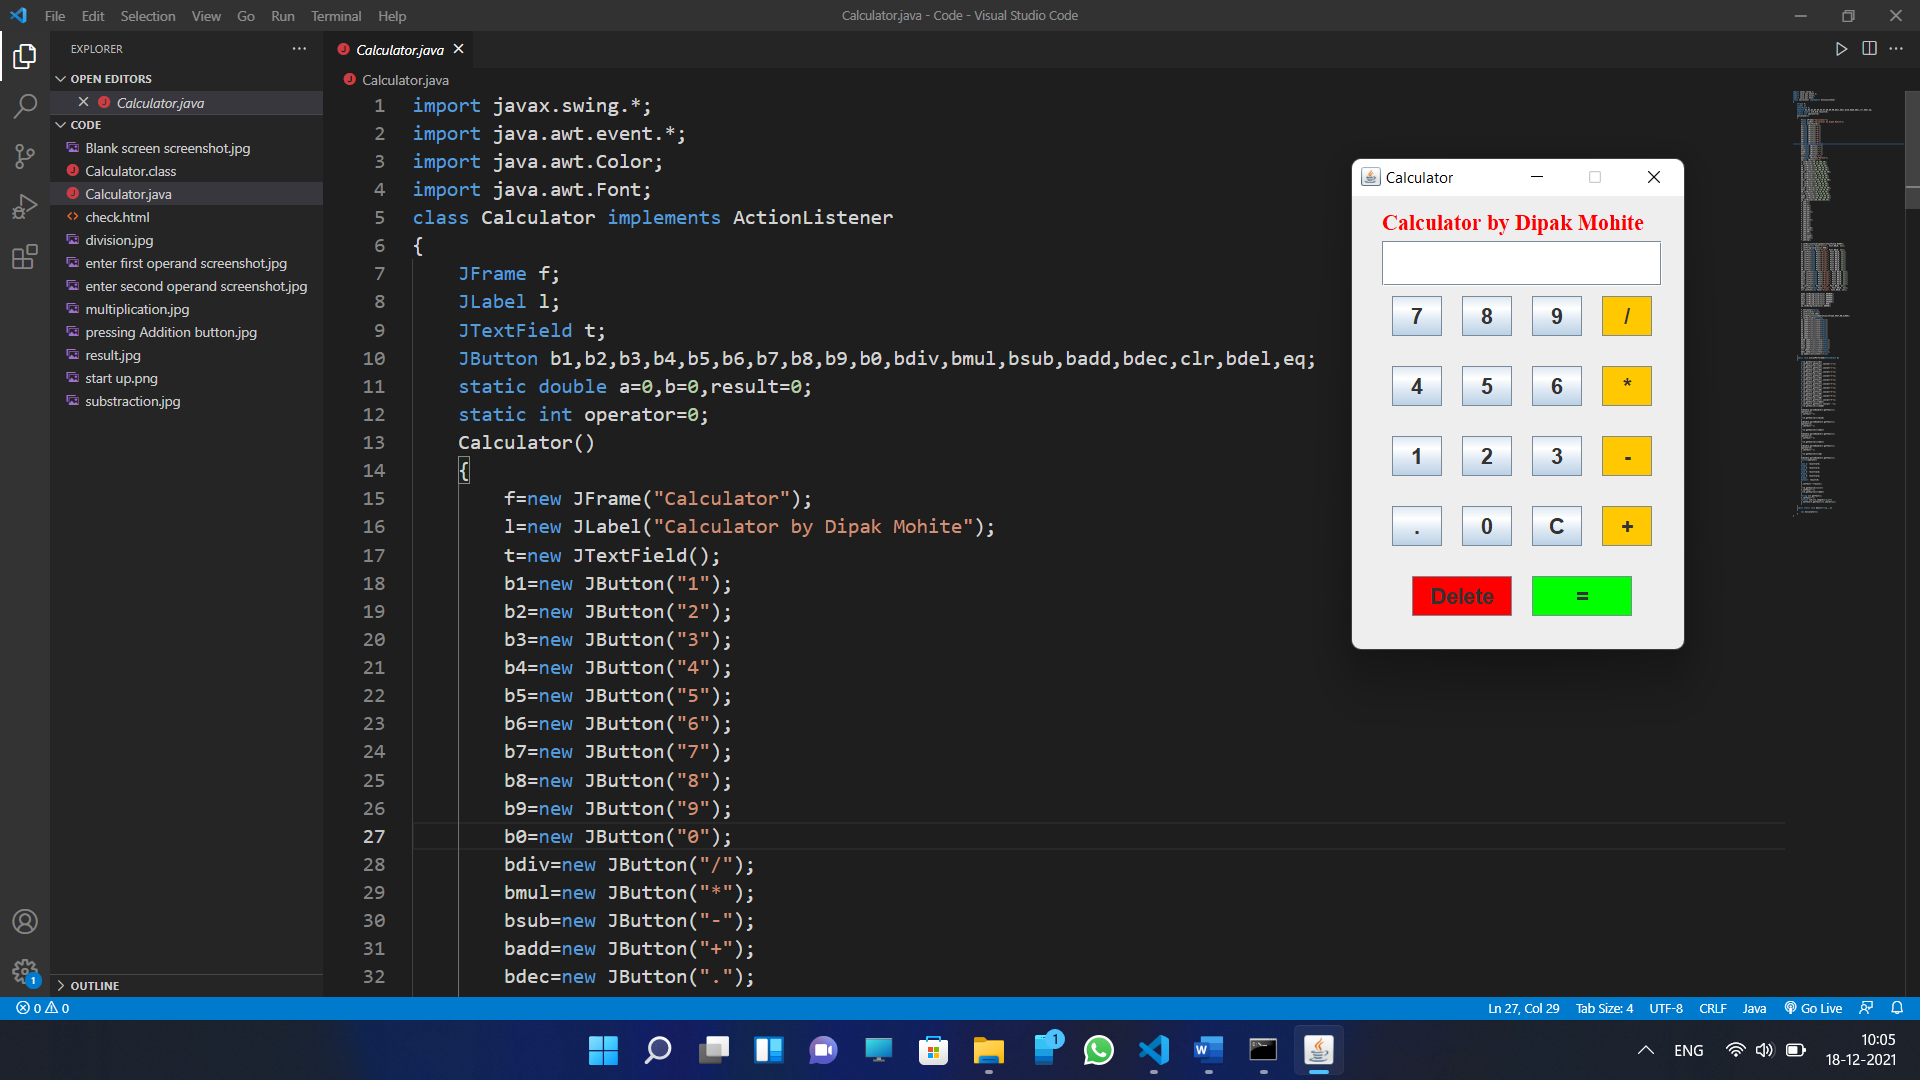 File Edit Selection View Go Run Terminal Help
Calculator.java - Code - Visual Studio Code
EXPLORER
OPEN EDITORS
Calculator.java
CODE
Blank screen screenshot.jpg
Calculator.class
Calculator.java
check.html
division.jpg
enter first operand screenshot.jpg
enter second operand screenshot.jpg
multiplication.jpg
pressing Addition button.jpg
result.jpg
start up.png
substraction.jpg
OUTLINE
Calculator.java
Calculator.java
1 import javax.swing.*;
2 import java.awt.event.*;
3 import java.awt.Color;
4 import java.awt.Font;
5 class Calculator implements ActionListener
6 {
7 JFrame f;
8 JLabel l;
9 JTextField t;
10 JButton b1,b2,b3,b4,b5,b6,b7,b8,b9,b0,bdiv,bmul,bsub,badd,bdec,clr,bdel,eq;
11 static double a=0,b=0,result=0;
12 static int operator=0;
13 Calculator()
14 {
15 f=new JFrame("Calculator");
16 l=new JLabel("Calculator by Dipak Mohite");
17 t=new JTextField();
18 b1=new JButton("1");
19 b2=new JButton("2");
20 b3=new JButton("3");
21 b4=new JButton("4");
22 b5=new JButton("5");
23 b6=new JButton("6");
24 b7=new JButton("7");
25 b8=new JButton("8");
26 b9=new JButton("9");
27 b0=new JButton("0");
28 bdiv=new JButton("/");
29 bmul=new JButton("*");
30 bsub=new JButton("-");
31 badd=new JButton("+");
32 bdec=new JButton(".");
Calculator
Calculator by Dipak Mohite
7 8 9 /
4 5 6 *
1 2 3 -
. 0 C +
Delete =
0 0
Ln 27, Col 29 Tab Size: 4 UTF-8 CRLF Java Go Live
1
1
W
ENG
10:05
18-12-2021